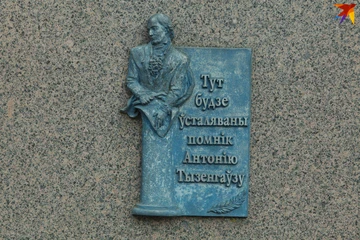 Тут
будзе
ўсталяваны
помнік
Антонію
Тызенгаўзу